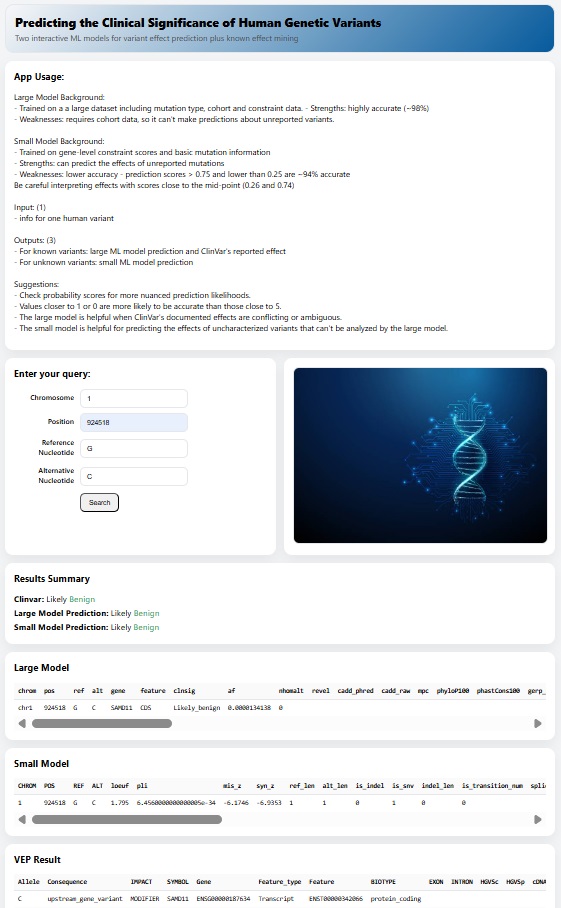 Predicting the Clinical Significance of Human Genetic Variants
Two interactive ML models for variant effect prediction plus known effect mining
App Usage:
Large Model Background:
- Trained on a a large dataset including mutation type, cohort and constraint data. - Strengths: highly accurate (~98%)
- Weaknesses: requires cohort data, so it can't make predictions about unreported variants.
Small Model Background:
- Trained on gene-level constraint scores and basic mutation information
- Strengths: can predict the effects of unreported mutations
- Weaknesses: lower accuracy - prediction scores > 0.75 and lower than 0.25 are ~94% accurate
Be careful interpreting effects with scores close to the mid-point (0.26 and 0.74)
Input: (1)
- info for one human variant
Outputs: (3)
- For known variants: large ML model prediction and ClinVar's reported effect
- For unknown variants: small ML model prediction
Suggestions:
- Check probability scores for more nuanced prediction likelihoods.
- Values closer to 1 or 0 are more likely to be accurate than those close to 5.
- The large model is helpful when ClinVar's documented effects are conflicting or ambiguous.
- The small model is helpful for predicting the effects of uncharacterized variants that can't be analyzed by the large model.
Enter your query:
Chromosome 1
Position 924518
Reference Nucleotide G
Alternative Nucleotide C
Search
Results Summary
Clinvar: Likely Benign
Large Model Prediction: Likely Benign
Small Model Prediction: Likely Benign
Large Model
chrom pos ref alt gene feature clnsig af nhomalt revel cadd_phred cadd_raw mpc phyloP100 phastCons100 gerp_
chr1 924518 G C SAMD11 CDS Likely_benign 0.0000134138 0
Small Model
CHROM POS REF ALT loeuf pli mis_z syn_z ref_len alt_len is_indel is_snv indel_len is_transition_num splic
1 924518 G C 1.795 6.4560000000000005e-34 -6.1746 -6.9353 1 1 0 1 0 0
VEP Result
Allele Consequence IMPACT SYMBOL Gene Feature_type Feature BIOTYPE EXON INTRON HGVSc HGVSp cDNA
C upstream_gene_variant MODIFIER SAMD11 ENSG00000187634 Transcript ENST00000342066 protein_coding